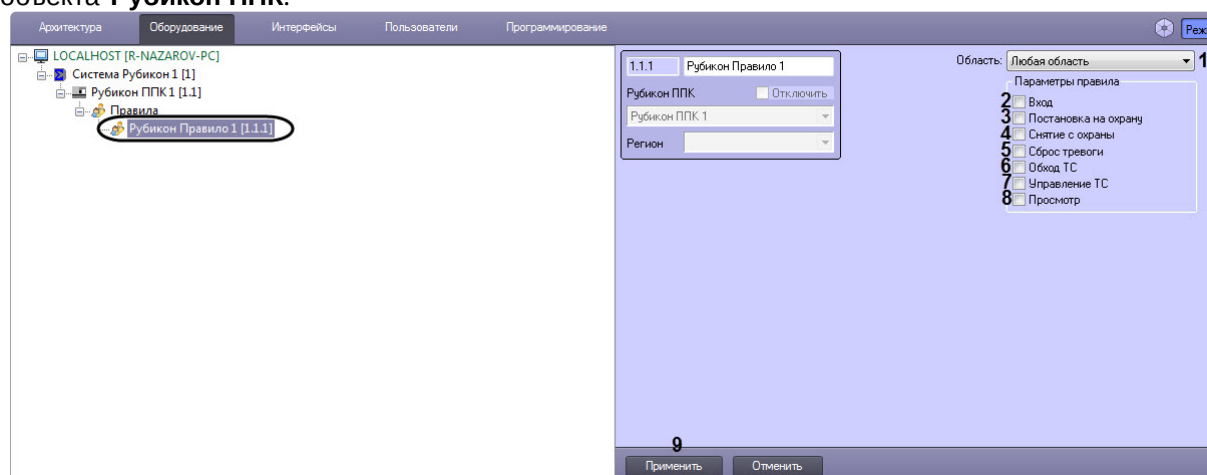 объекта Рубикон ППК.
Архитектура Оборудование Интерфейсы Пользователи Программирование
LOCALHOST [R-NAZAROV-PC]
Система Рубикон 1 [1]
Рубикон ППК 1 [1.1]
Правила
Рубикон Правило 1 [1.1.1]
1.1.1 Рубикон Правило 1
Рубикон ППК Отключить
Рубикон ППК 1
Регион
Область: Любая область 1
Параметры правила
2 Вход
3 Постановка на охрану
4 Снятие с охраны
5 Сброс тревоги
6 Обход ТС
7 Управление ТС
8 Просмотр
9
Применить Отменить